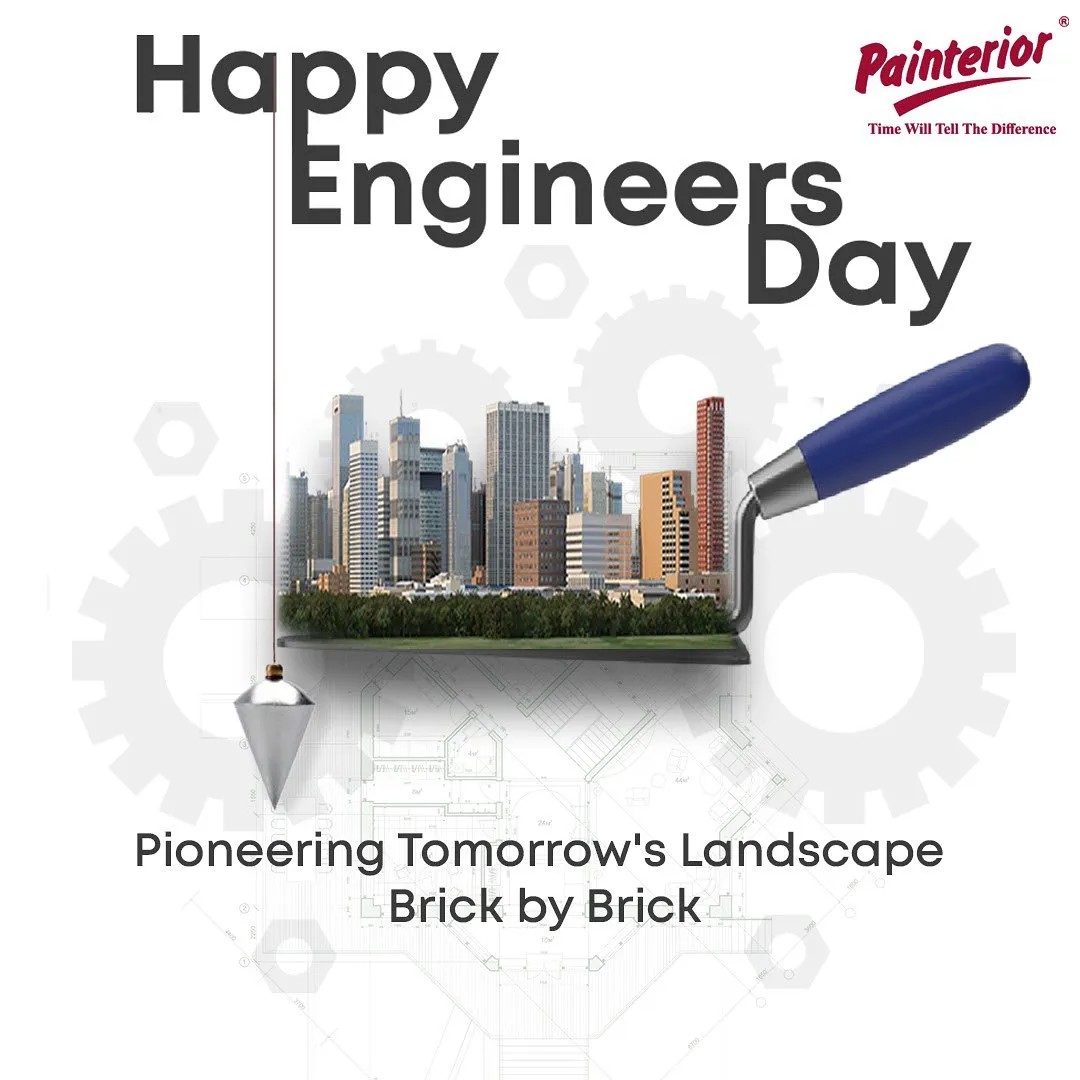 Happy
Engineers
Day
Painterior®
Time Will Tell The Difference
Pioneering Tomorrow's Landscape
Brick by Brick